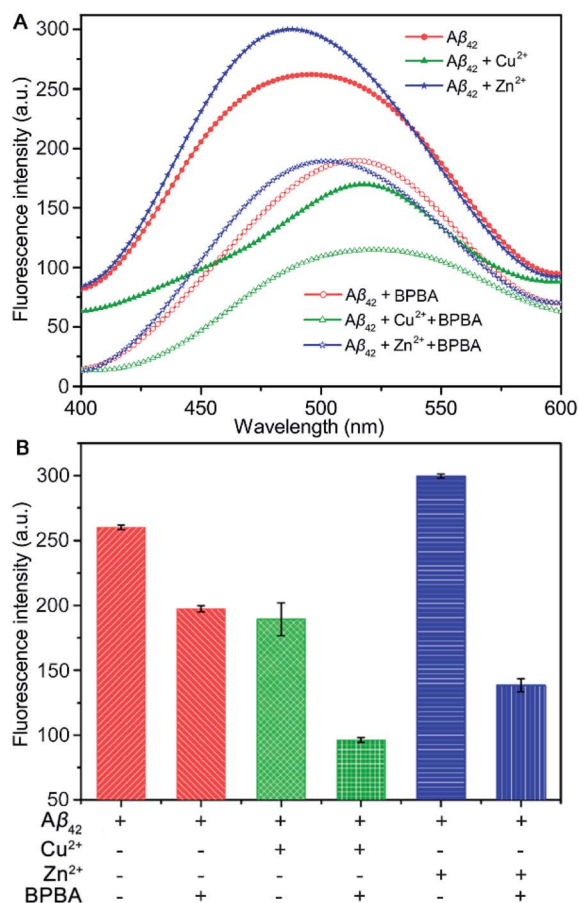 A
Fluorescence intensity (a.u.)
300
250
200
150
100
50
0
Aβ₄₂
Aβ₄₂ + Cu²⁺
Aβ₄₂ + Zn²⁺
Aβ₄₂ + BPBA
Aβ₄₂ + Cu²⁺+BPBA
Aβ₄₂ + Zn²⁺+BPBA
400 450 500 550 600
Wavelength (nm)
B
Fluorescence intensity (a.u.)
300
250
200
150
100
50
Aβ₄₂ + + + + + +
Cu²⁺ - - + + - -
Zn²⁺ - - - - + +
BPBA - + - + - +